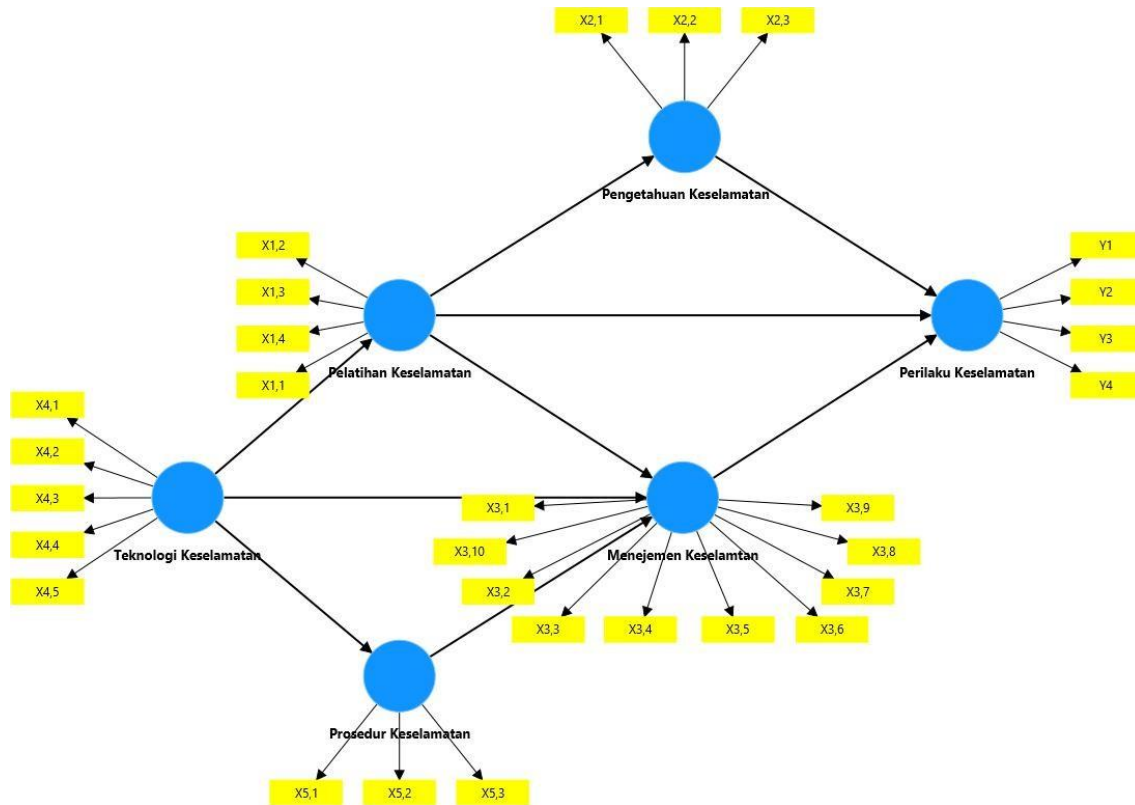 X2,1
X2,2
X2,3
Pengetahuan Keselamatan
X1,2
X1,3
X1,4
X1,1
Pelatihan Keselamatan
Y1
Y2
Y3
Y4
Perilaku Keselamatan
X4,1
X4,2
X4,3
X4,4
X4,5
Teknologi Keselamatan
X3,1
X3,10
X3,2
X3,3
X3,4
X3,5
X3,6
X3,7
X3,8
X3,9
Menejemen Keselamtan
Prosedur Keselamatan
X5,1
X5,2
X5,3